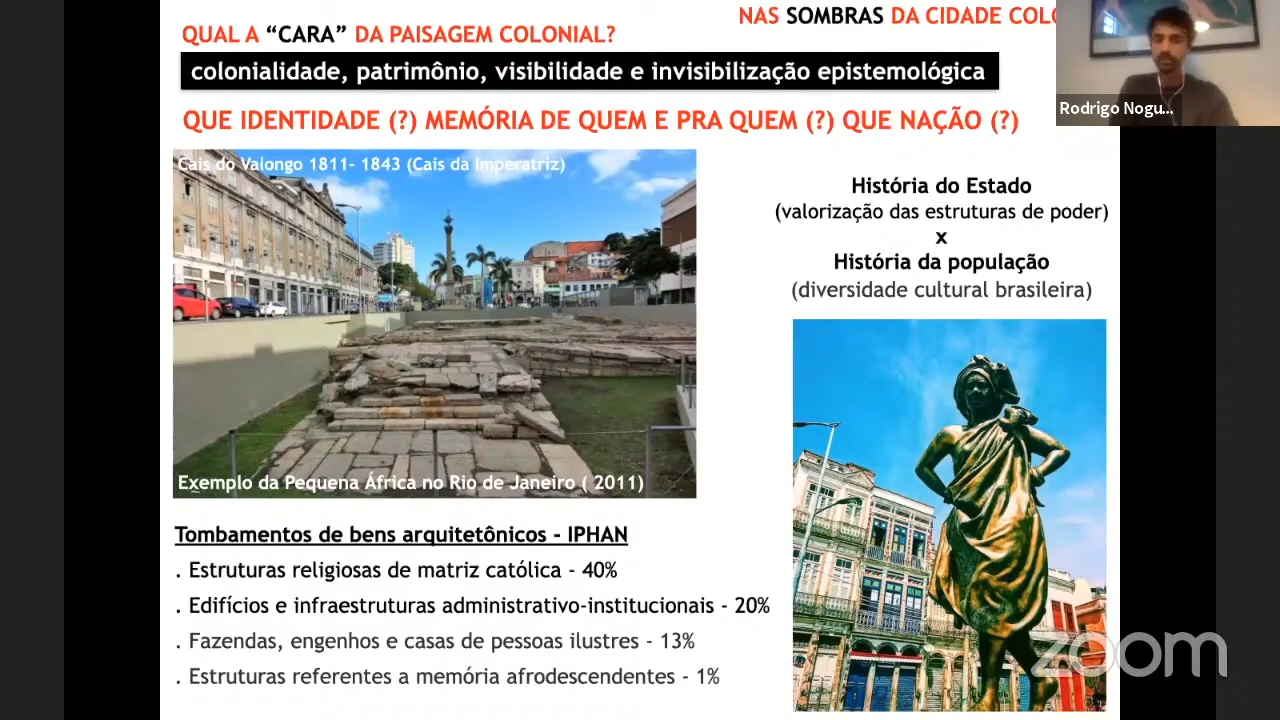 NAS SOMBRAS DA CIDADE
QUAL A “CARA” DA PAISAGEM COLONIAL?
colonialidade, patrimônio, visibilidade e invisibilização epistemológica
QUE IDENTIDADE (?) MEMÓRIA DE QUEM E PRA QUEM (?) QUE NAÇÃO (?)
Rodrigo Nogu...
Cais do Valongo 1811- 1843 (Cais da Imperatriz)
Exemplo da Pequena África no Rio de Janeiro ( 2011)
História do Estado
(valorização das estruturas de poder)
x
História da população
(diversidade cultural brasileira)
Tombamentos de bens arquitetônicos - IPHAN
. Estruturas religiosas de matriz católica - 40%
. Edifícios e infraestruturas administrativo-institucionais - 20%
. Fazendas, engenhos e casas de pessoas ilustres - 13%
. Estruturas referentes a memória afrodescendentes - 1%
zoom